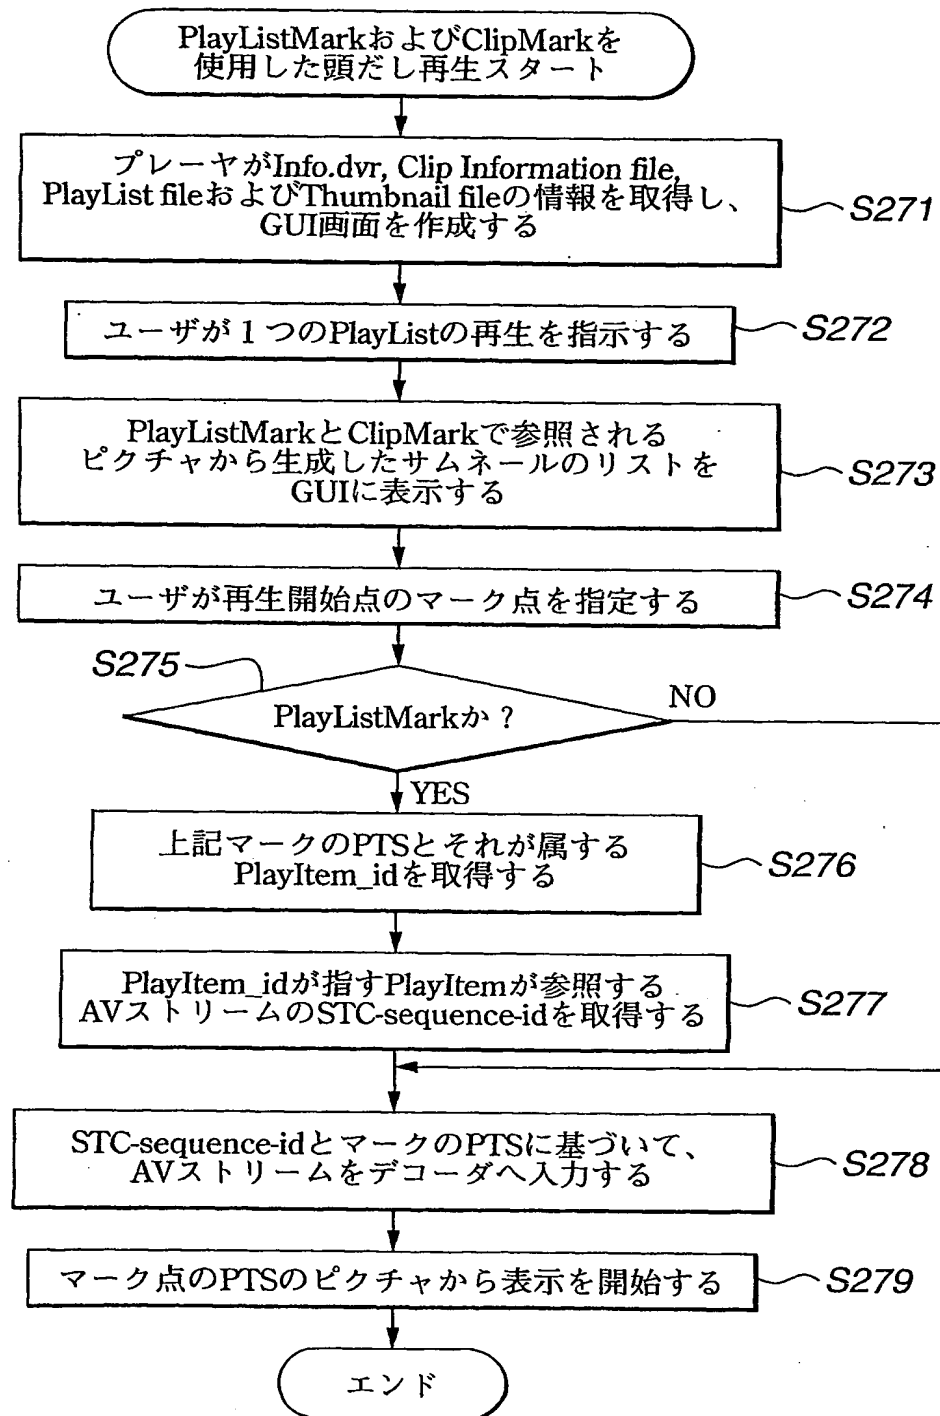 PlayListMarkおよびClipMarkを
使用した頭だし再生スタート
プレーヤがInfo.dvr, Clip Information file,
PlayList fileおよびThumbnail fileの情報を取得し、
GUI画面を作成する
S271
ユーザが1つのPlayListの再生を指示する
S272
PlayListMarkとClipMarkで参照される
ピクチャから生成したサムネールのリストを
GUIに表示する
S273
ユーザが再生開始点のマーク点を指定する
S274
S275
PlayListMarkか?
NO
YES
上記マークのPTSとそれが属する
PlayItem_idを取得する
S276
PlayItem_idが指すPlayItemが参照する
AVストリームのSTC-sequence-idを取得する
S277
STC-sequence-idとマークのPTSに基づいて、
AVストリームをデコーダへ入力する
S278
マーク点のPTSのピクチャから表示を開始する
S279
エンド